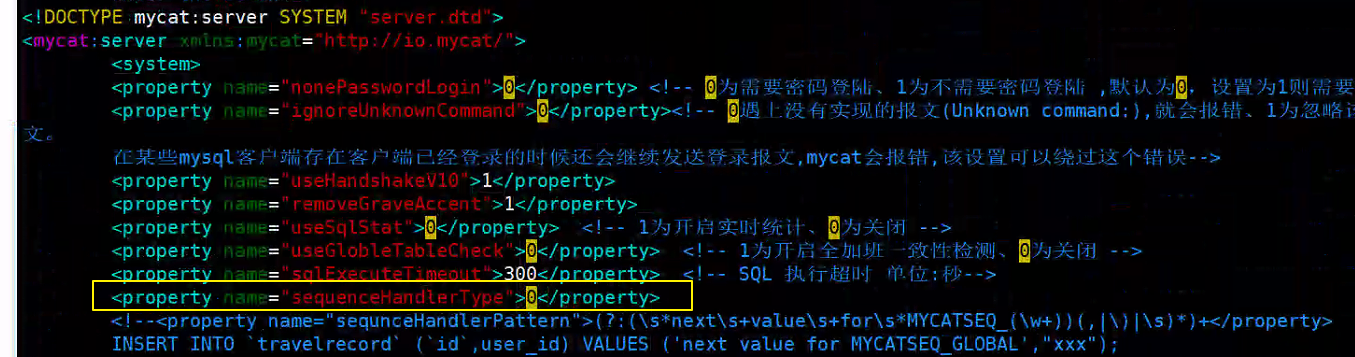 <!DOCTYPE mycat:server SYSTEM "server.dtd">
<mycat:server xmlns:mycat="http://io.mycat/">
<system>
<property name="nonePasswordLogin">0</property> <!-- 0为需要密码登陆、1为不需要密码登陆 ,默认为0，设置为1则需要
<property name="ignoreUnknownCommand">0</property><!-- 0遇上没有实现的报文(Unknown command:),就会报错、1为忽略
文。
在某些mysql客户端存在客户端已经登录的时候还会继续发送登录报文,mycat会报错,该设置可以绕过这个错误-->
<property name="useHandshakeV10">1</property>
<property name="removeGraveAccent">1</property>
<property name="useSqlStat">0</property> <!-- 1为开启实时统计、0为关闭 -->
<property name="useGlobleTableCheck">0</property> <!-- 1为开启全加班一致性检测、0为关闭 -->
<property name="sqlExecuteTimeout">300</property> <!-- SQL 执行超时 单位:秒-->
<property name="sequenceHandlerType">0</property>
<!--<property name="sequnceHandlerPattern">(?:(\s*next\s+value\s+for\s*MYCATSEQ_(\w+))(,|\)|\s)*)+</property>
INSERT INTO `travelrecord` (`id`,user_id) VALUES ('next value for MYCATSEQ_GLOBAL',"xxx");